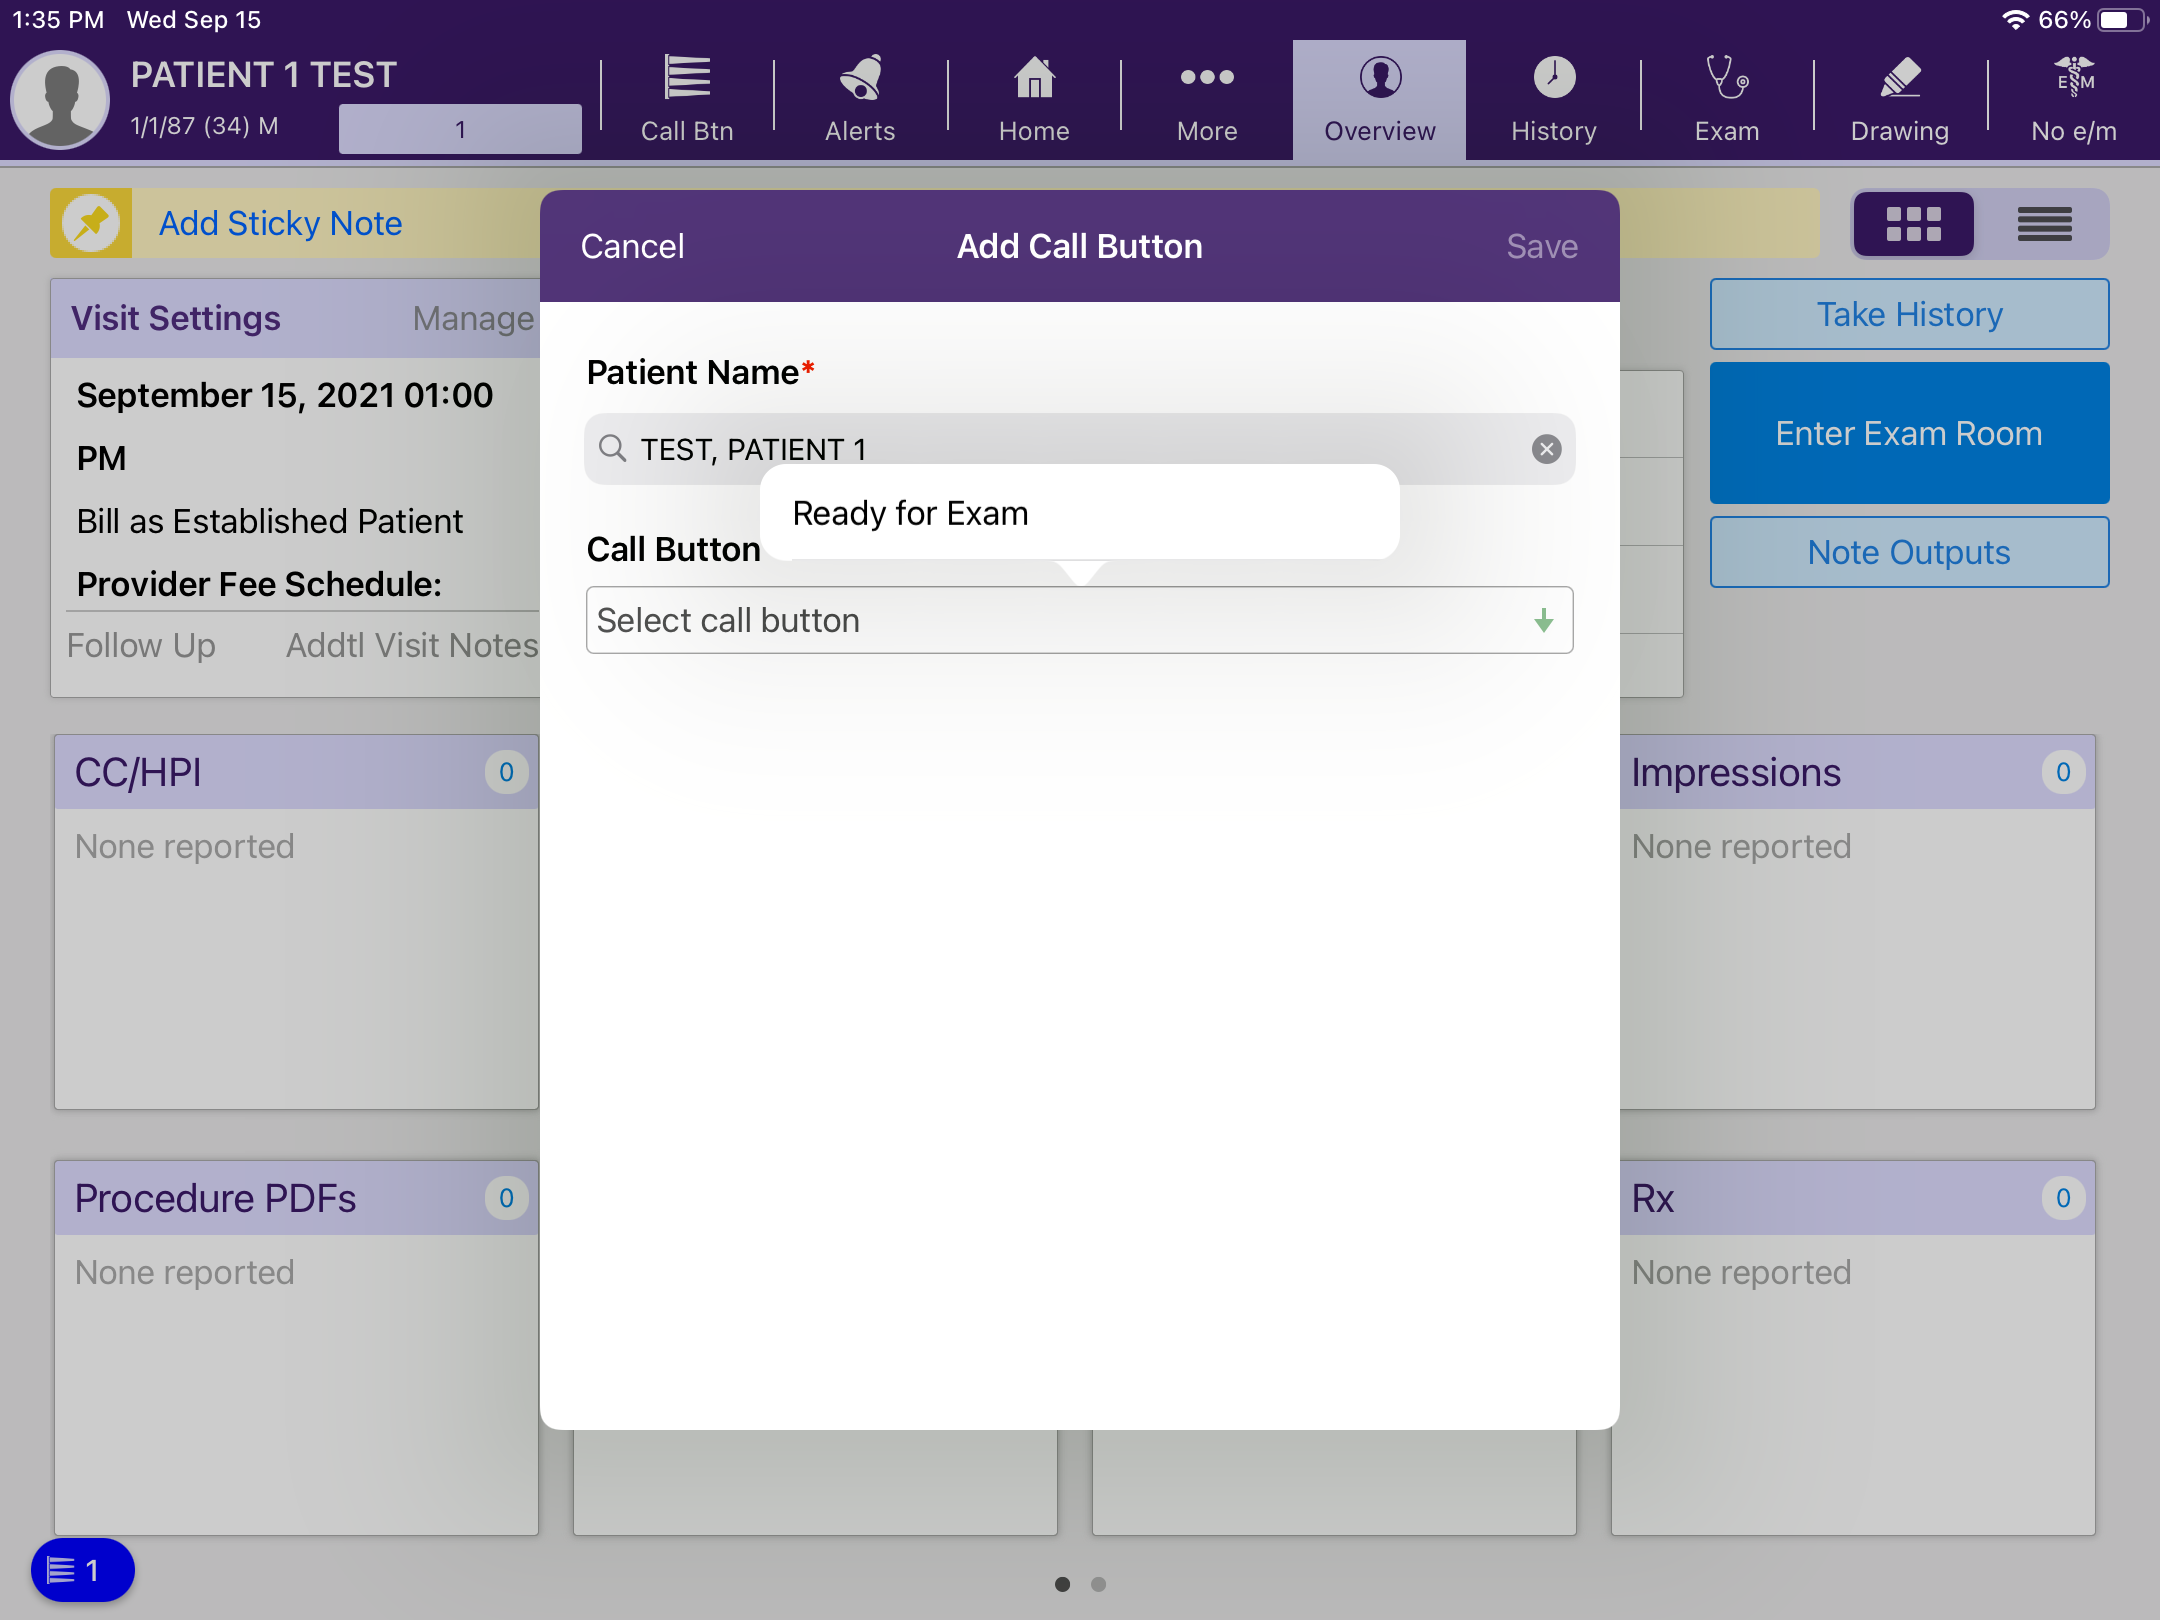 1:35 PM Wed Sep 15 66%
PATIENT 1 TEST
1/1/87 (34) M 1
Call Btn Alerts Home More Overview History Exam Drawing No e/m
E M
Add Sticky Note
Cancel Add Call Button Save
Visit Settings Manage
September 15, 2021 01:00
PM
Bill as Established Patient
Provider Fee Schedule:
Follow Up Addtl Visit Notes
Patient Name*
TEST, PATIENT 1
Ready for Exam
Call Button
Select call button
Take History
Enter Exam Room
Note Outputs
CC/HPI 0
None reported
Impressions 0
None reported
Procedure PDFs 0
None reported
Rx 0
None reported
1